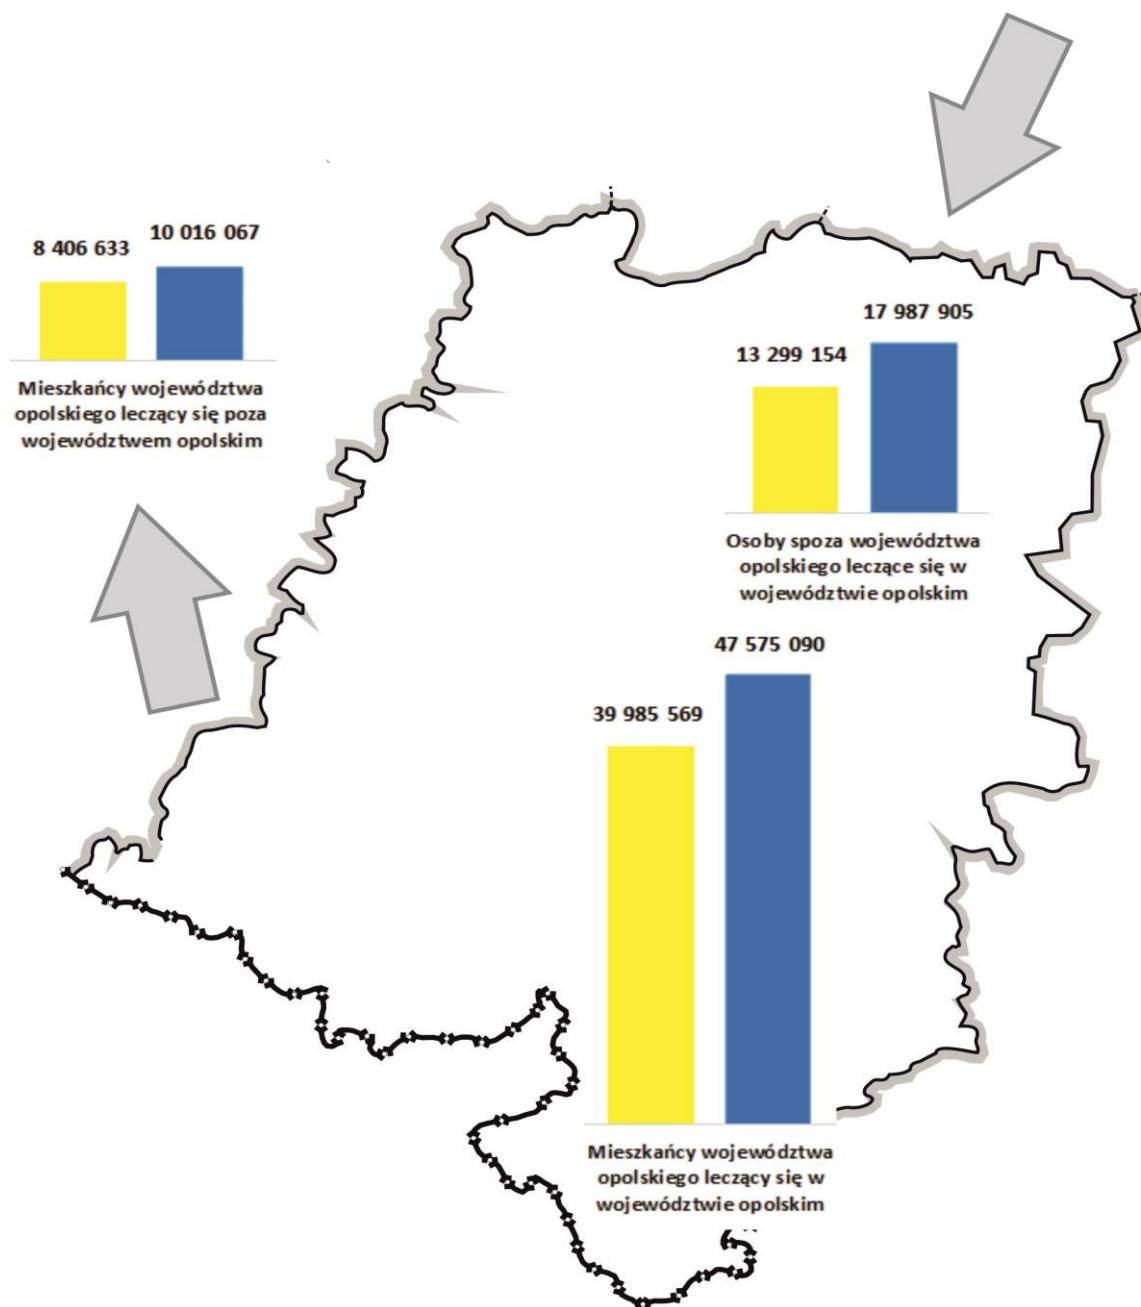 8 406 633
10 016 067
Mieszkańcy województwa
opolskiego leczący się poza
województwem opolskim
13 299 154
17 987 905
Osoby spoza województwa
opolskiego leczące się w
województwie opolskim
39 985 569
47 575 090
Mieszkańcy województwa
opolskiego leczący się w
województwie opolskim